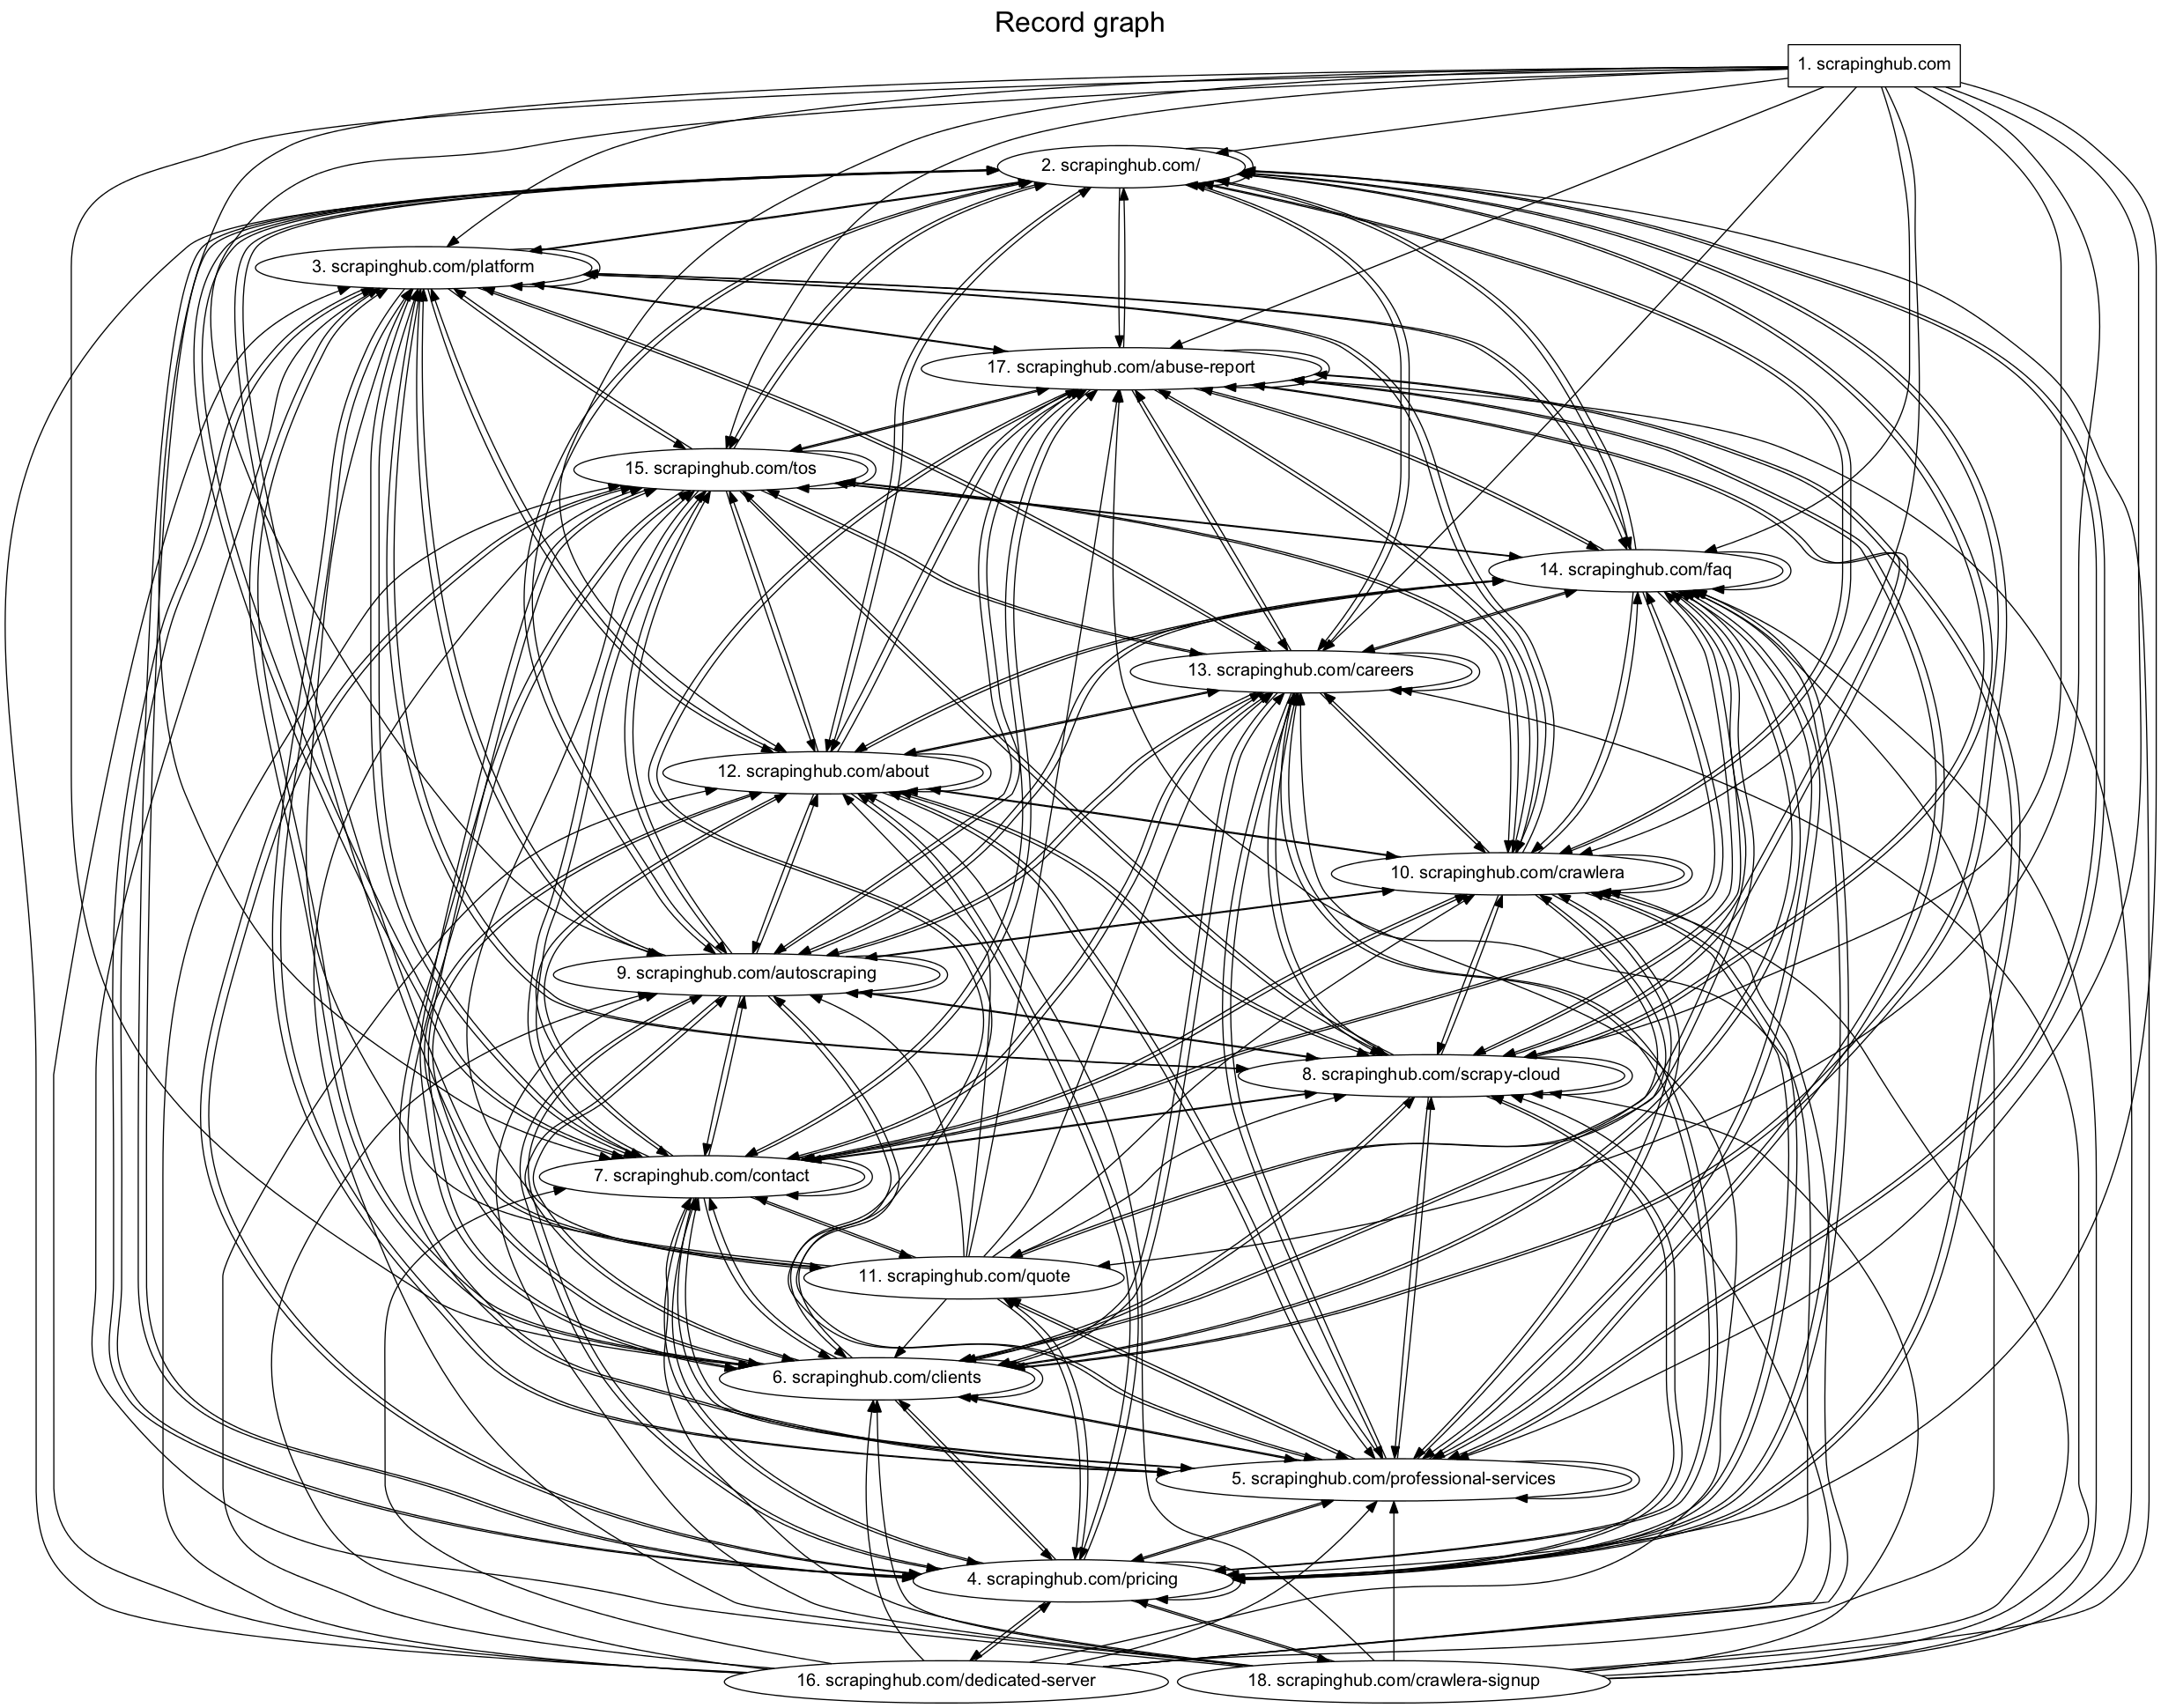 Record graph
1. scrapinghub.com
2. scrapinghub.com/
3. scrapinghub.com/platform
17. scrapinghub.com/abuse-report
15. scrapinghub.com/tos
14. scrapinghub.com/faq
13. scrapinghub.com/careers
12. scrapinghub.com/about
10. scrapinghub.com/crawlera
9. scrapinghub.com/autoscraping
8. scrapinghub.com/scrapy-cloud
7. scrapinghub.com/contact
11. scrapinghub.com/quote
6. scrapinghub.com/clients
5. scrapinghub.com/professional-services
4. scrapinghub.com/pricing
16. scrapinghub.com/dedicated-server
18. scrapinghub.com/crawlera-signup